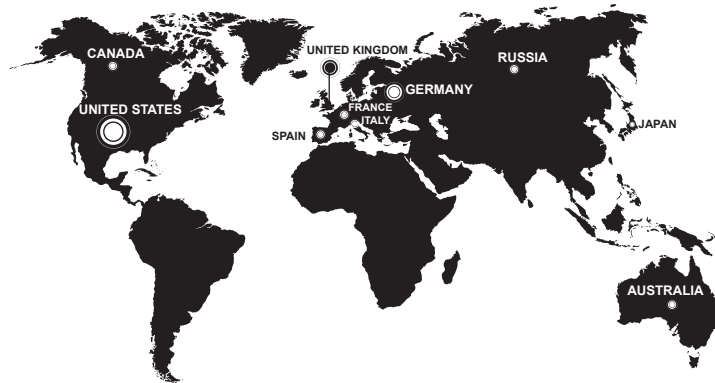 CANADA
UNITED KINGDOM
RUSSIA
GERMANY
UNITED STATES
FRANCE
ITALY
JAPAN
SPAIN
AUSTRALIA